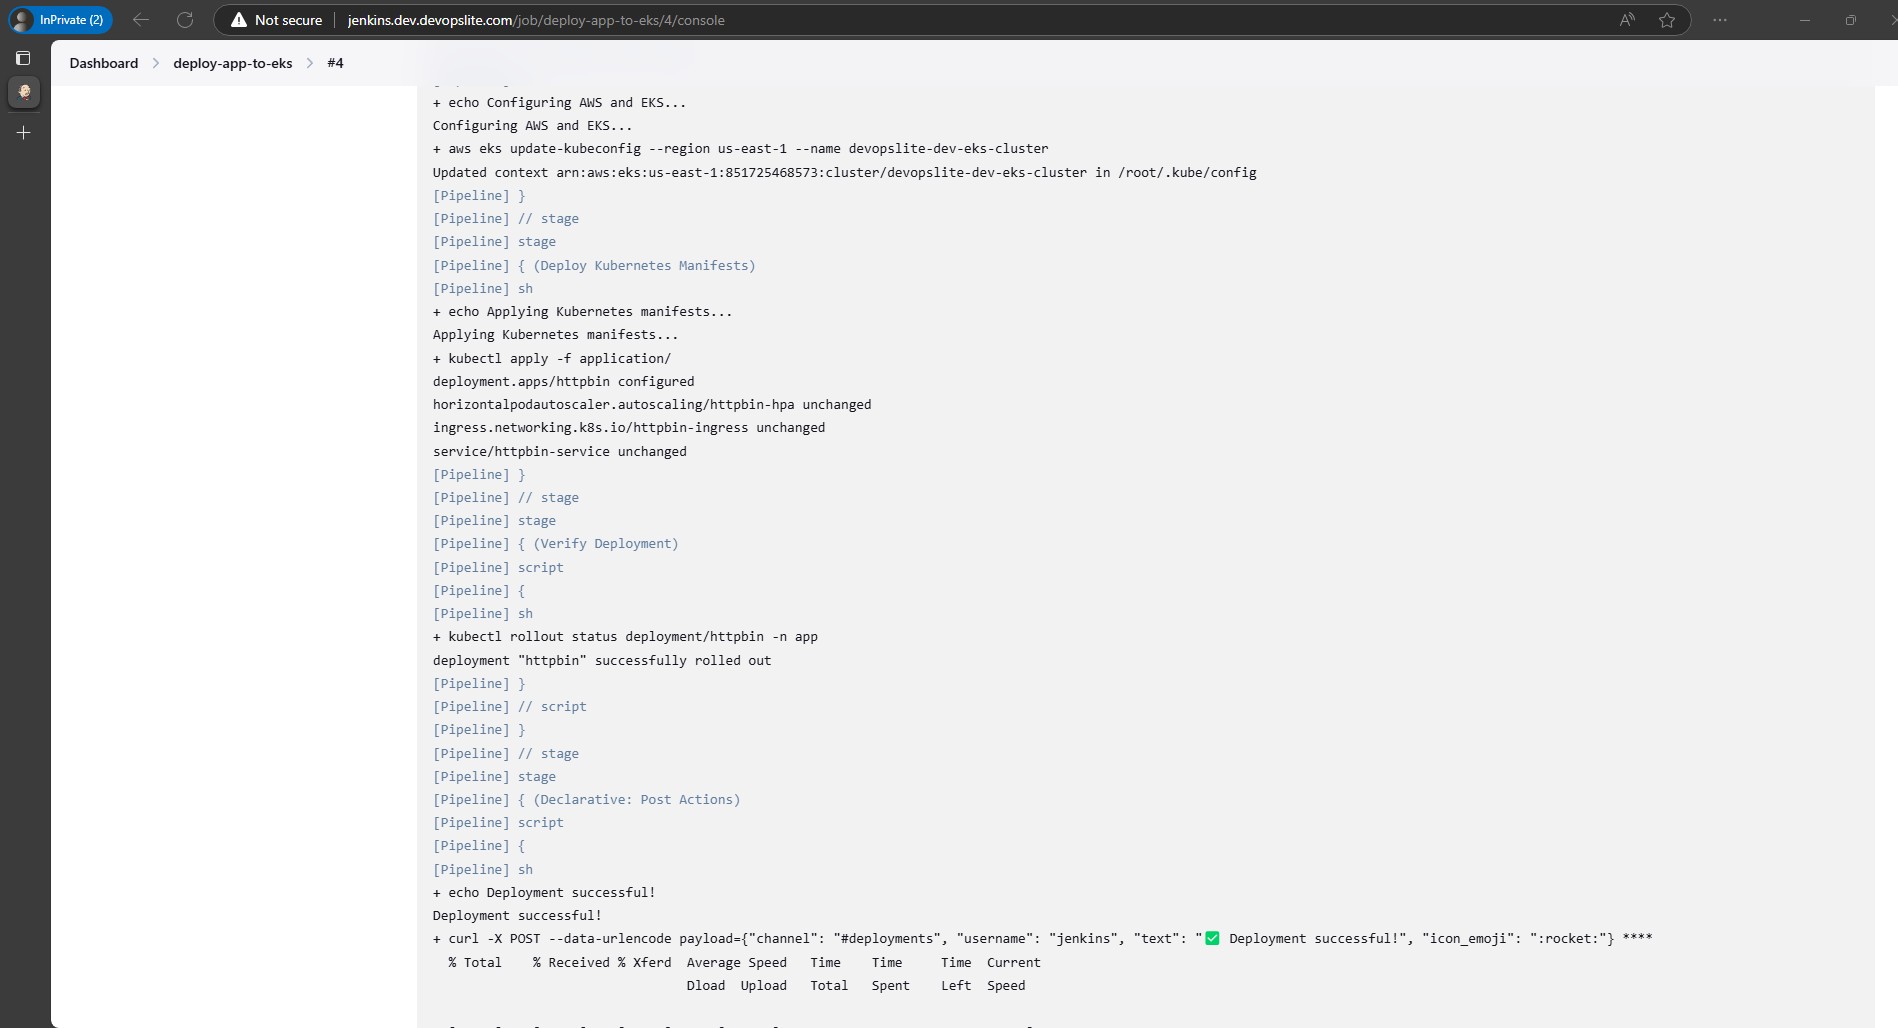 InPrivate (2)
Not secure
jenkins.dev.devopslite.com/job/deploy-app-to-eks/4/console
Dashboard > deploy-app-to-eks > #4
+ echo Configuring AWS and EKS...
Configuring AWS and EKS...
+ aws eks update-kubeconfig --region us-east-1 --name devopslite-dev-eks-cluster
Updated context arn:aws:eks:us-east-1:851725468573:cluster/devopslite-dev-eks-cluster in /root/.kube/config
[Pipeline] }
[Pipeline] // stage
[Pipeline] stage
[Pipeline] { (Deploy Kubernetes Manifests)
[Pipeline] sh
+ echo Applying Kubernetes manifests...
Applying Kubernetes manifests...
+ kubectl apply -f application/
deployment.apps/httpbin configured
horizontalpodautoscaler.autoscaling/httpbin-hpa unchanged
ingress.networking.k8s.io/httpbin-ingress unchanged
service/httpbin-service unchanged
[Pipeline] }
[Pipeline] // stage
[Pipeline] stage
[Pipeline] { (Verify Deployment)
[Pipeline] script
[Pipeline] {
[Pipeline] sh
+ kubectl rollout status deployment/httpbin -n app
deployment "httpbin" successfully rolled out
[Pipeline] }
[Pipeline] // script
[Pipeline] }
[Pipeline] // stage
[Pipeline] stage
[Pipeline] { (Declarative: Post Actions)
[Pipeline] script
[Pipeline] {
[Pipeline] sh
+ echo Deployment successful!
Deployment successful!
+ curl -X POST --data-urlencode payload={"channel": "#deployments", "username": "jenkins", "text": "✅ Deployment successful!", "icon_emoji": ":rocket:"} ****
% Total % Received % Xferd Average Speed Time Time Time Current
Dload Upload Total Spent Left Speed